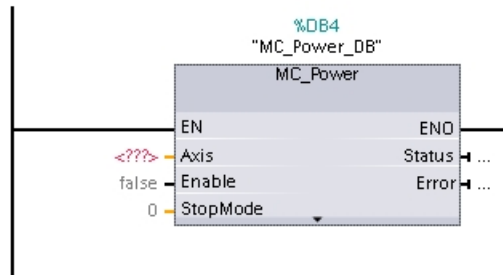 %DB4
"MC_Power_DB"
MC_Power
EN ENO
<???> Axis Status ...
false Enable Error ...
0 StopMode